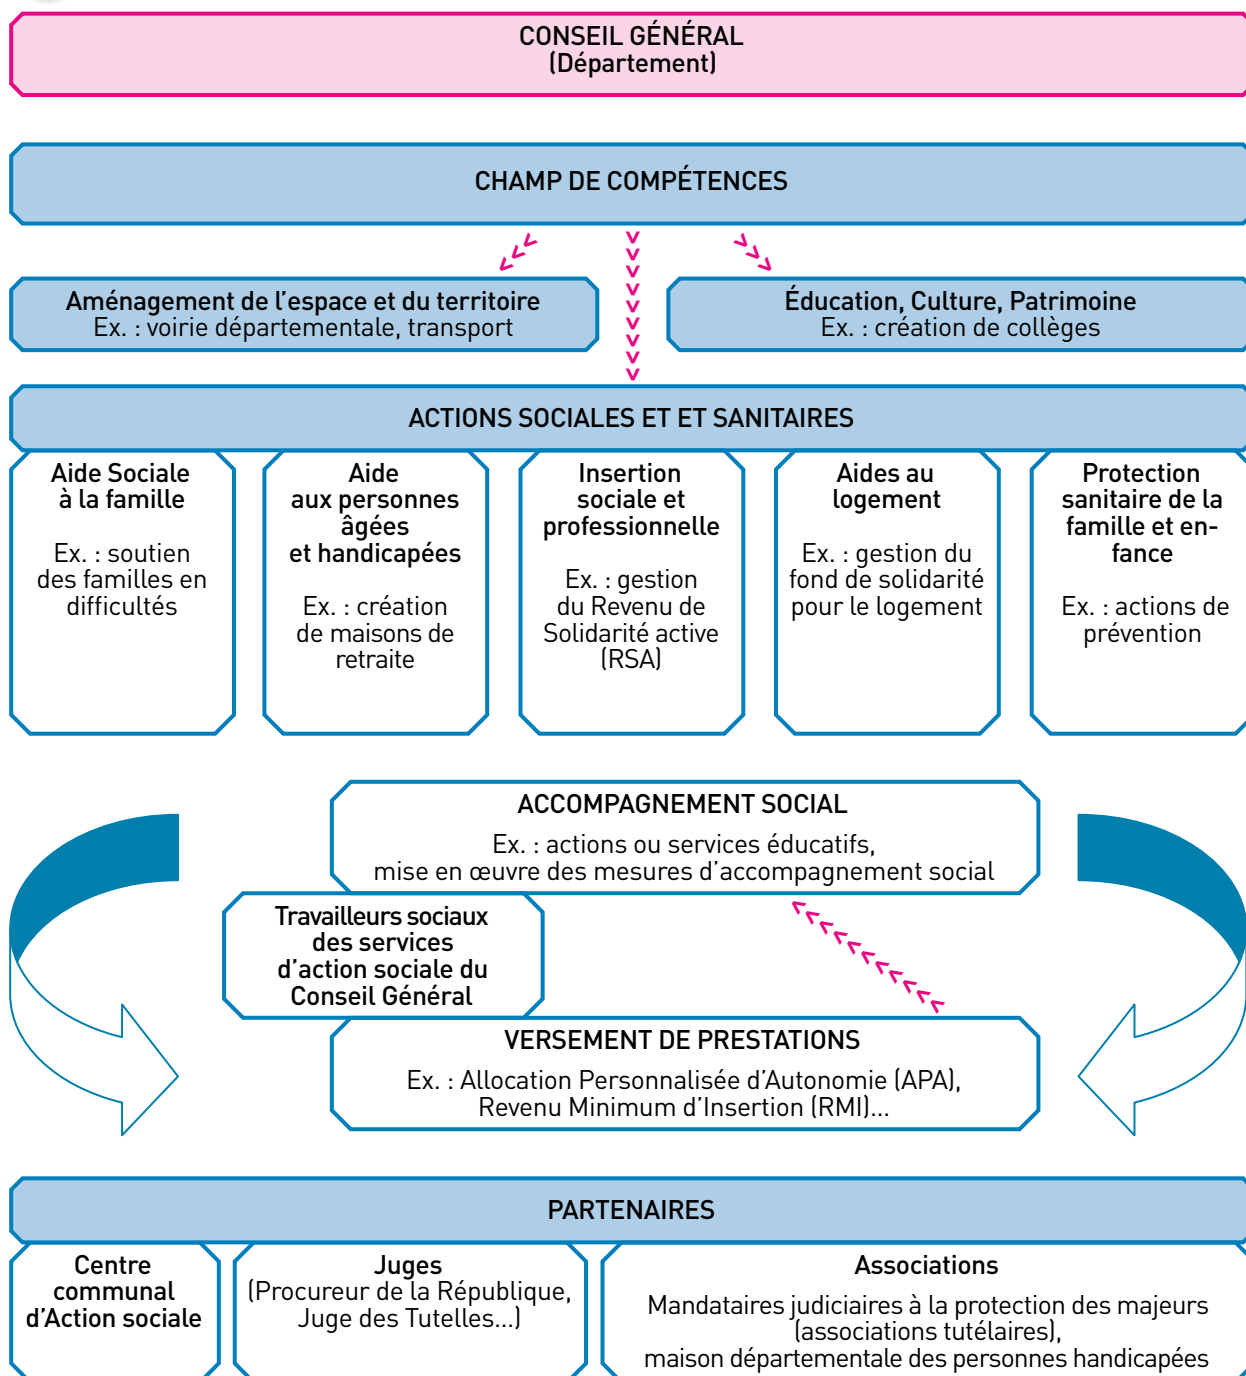 CONSEIL GÉNÉRAL
(Département)
CHAMP DE COMPÉTENCES
Aménagement de l'espace et du territoire
Ex. : voirie départementale, transport
Éducation, Culture, Patrimoine
Ex. : création de collèges
ACTIONS SOCIALES ET ET SANITAIRES
Aide Sociale
à la famille
Ex. : soutien
des familles en
difficultés
Aide
aux personnes
âgées
et handicapées
Ex. : création
de maisons de
retraite
Insertion
sociale et
professionnelle
Ex. : gestion
du Revenu de
Solidarité active
(RSA)
Aides au
logement
Ex. : gestion du
fond de solidarité
pour le logement
Protection
sanitaire de la
famille et en-
fance
Ex. : actions de
prévention
ACCOMPAGNEMENT SOCIAL
Ex. : actions ou services éducatifs,
mise en œuvre des mesures d'accompagnement social
Travailleurs sociaux
des services
d'action sociale du
Conseil Général
VERSEMENT DE PRESTATIONS
Ex. : Allocation Personnalisée d'Autonomie (APA),
Revenu Minimum d'Insertion (RMI)...
PARTENAIRES
Centre
communal
d'Action sociale
Juges
(Procureur de la République,
Juge des Tutelles...)
Associations
Mandataires judiciaires à la protection des majeurs
(associations tutélaires),
maison départementale des personnes handicapées